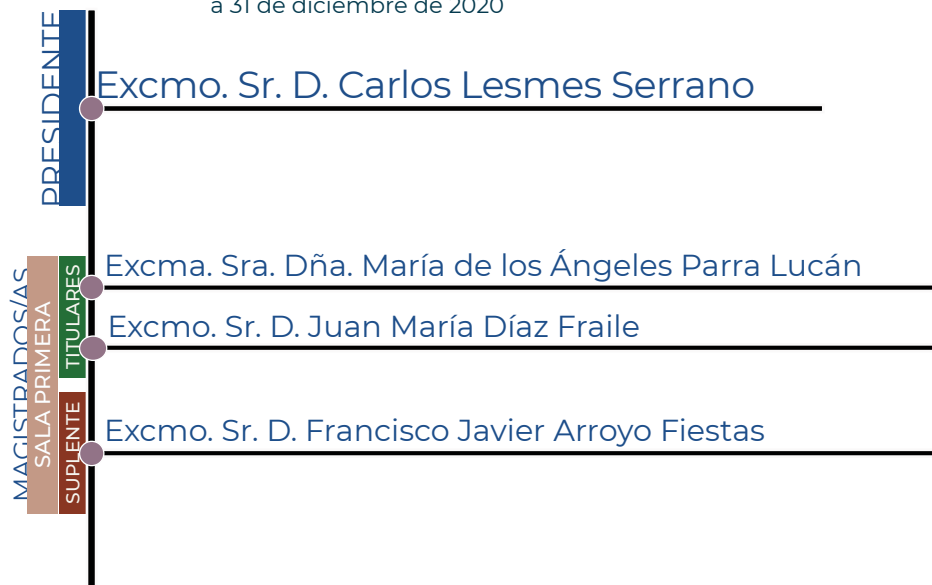 a 31 de diciembre de 2020
PRESIDENTE
Excmo. Sr. D. Carlos Lesmes Serrano
MAGISTRADOS/AS
SALA PRIMERA
TITULARES
Excma. Sra. Dña. María de los Ángeles Parra Lucán
Excmo. Sr. D. Juan María Díaz Fraile
SUPLENTE
Excmo. Sr. D. Francisco Javier Arroyo Fiestas